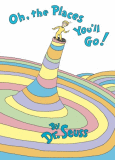 Oh, the Places
You'll Go!
By Dr. Seuss